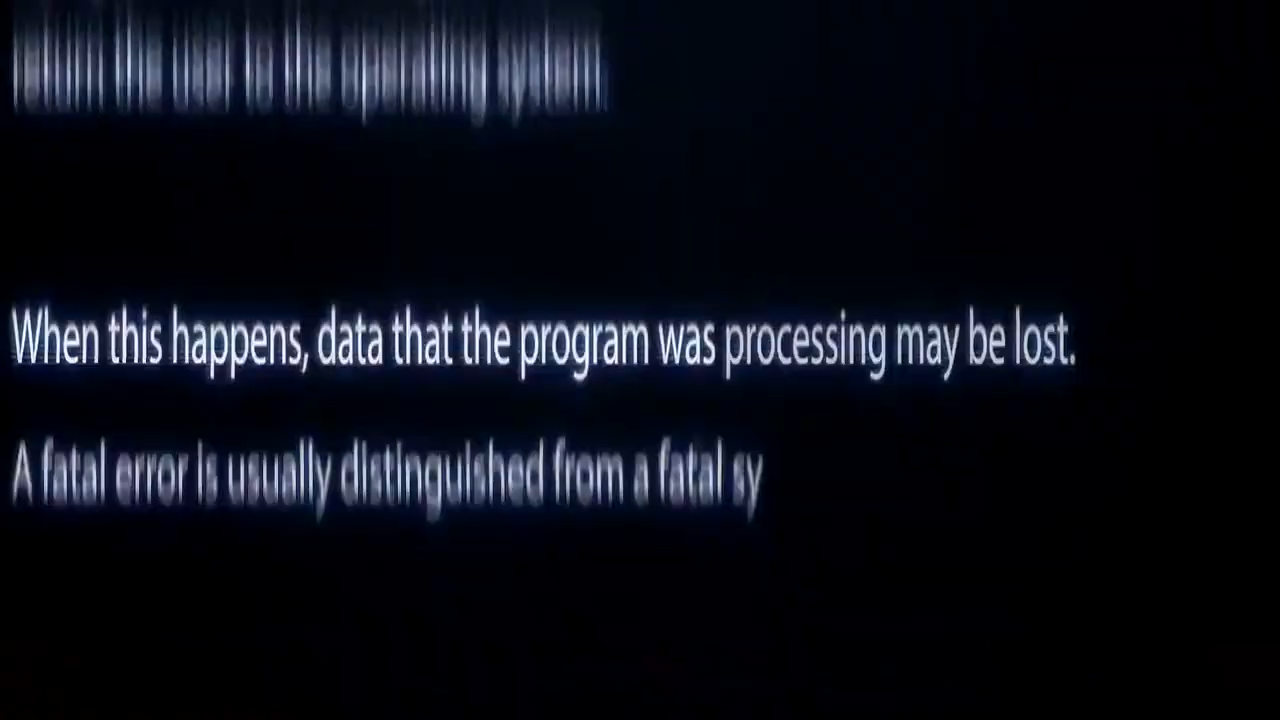 return the user to the operating system
When this happens, data that the program was processing may be lost.
A fatal error is usually distinguished from a fatal sy